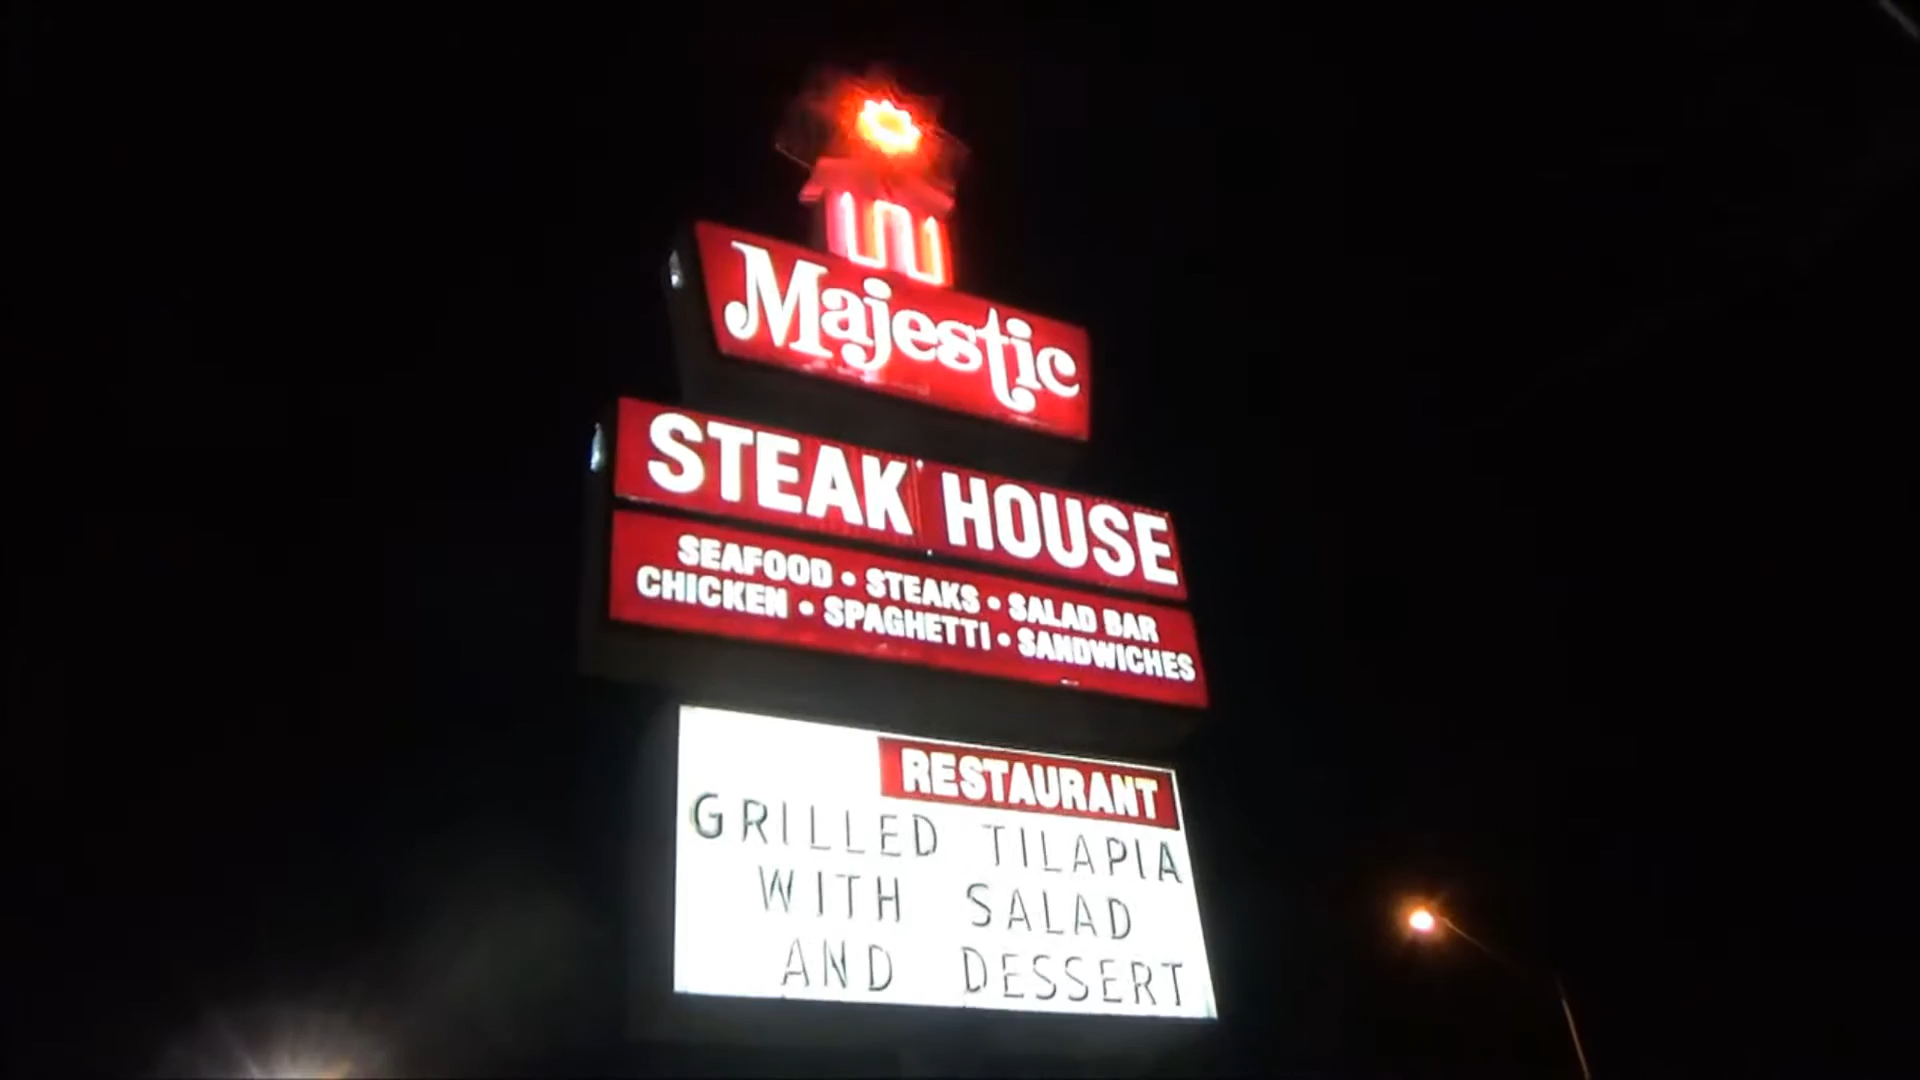 Majestic
STEAK HOUSE
SEAFOOD • STEAKS • SALAD BAR
CHICKEN • SPAGHETTI • SANDWICHES
RESTAURANT
GRILLED TILAPIA
WITH SALAD
AND DESSERT